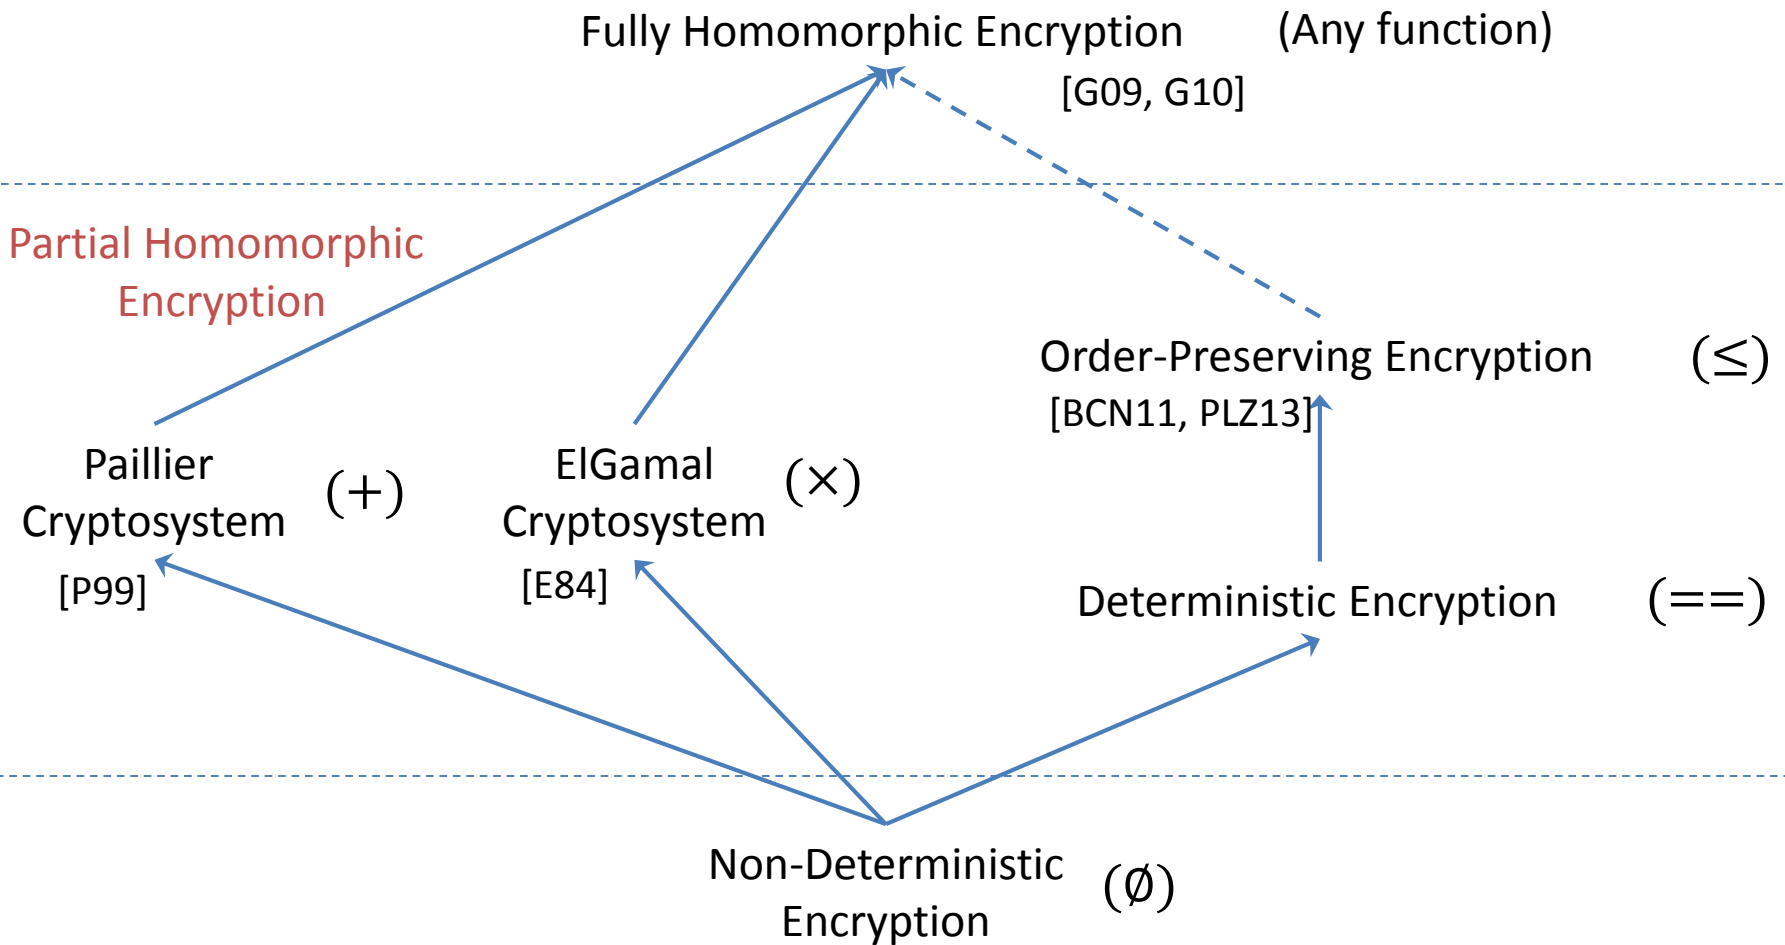 Fully Homomorphic Encryption (Any function)
[G09, G10]
Partial Homomorphic
Encryption
Order-Preserving Encryption (≤)
[BCN11, PLZ13]
Paillier
Cryptosystem (+)
[P99]
ElGamal
Cryptosystem (×)
[E84]
Deterministic Encryption (==)
Non-Deterministic
Encryption (∅)